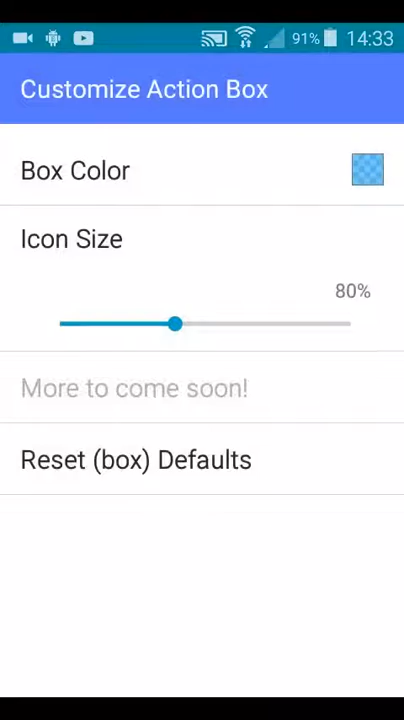 91% 14:33
Customize Action Box
Box Color
Icon Size
80%
More to come soon!
Reset (box) Defaults